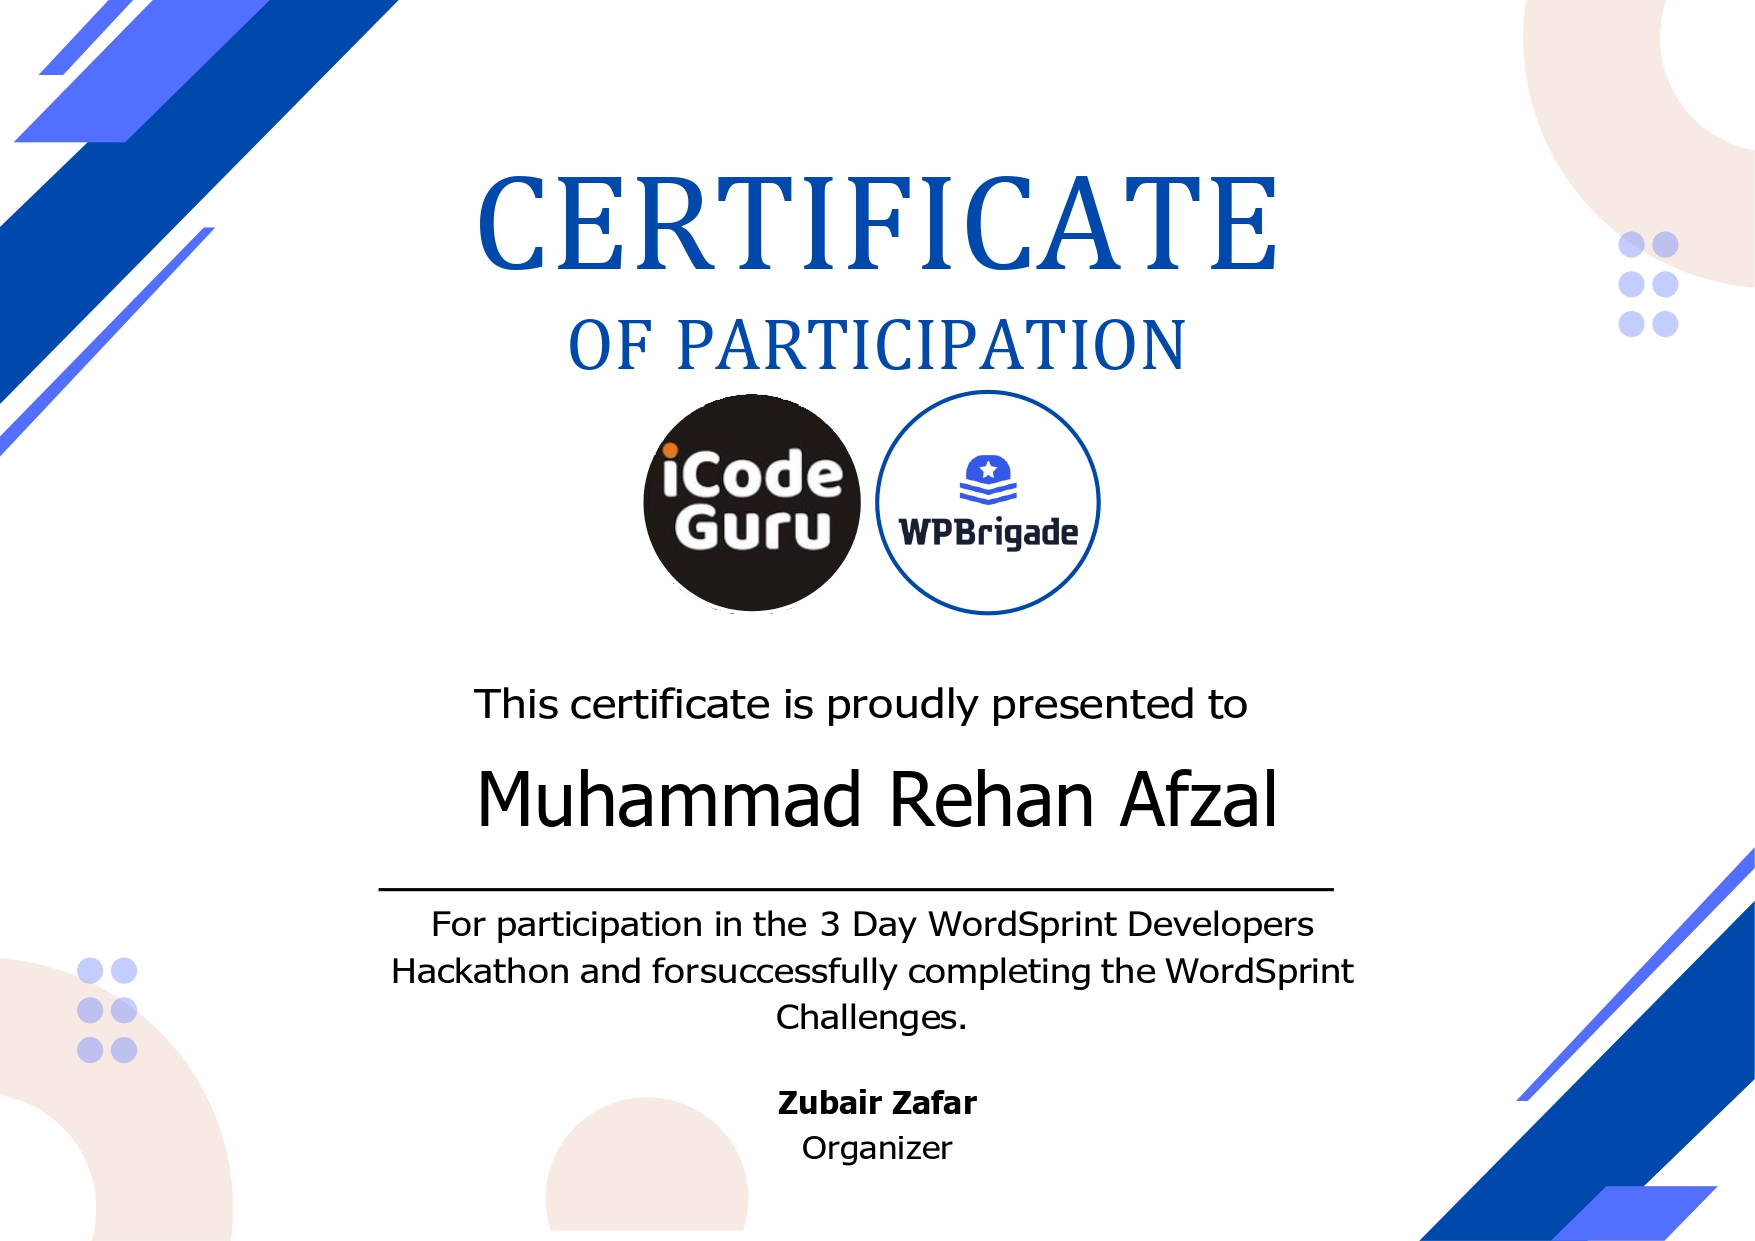 CERTIFICATE
OF PARTICIPATION
iCode
Guru
WPBrigade
This certificate is proudly presented to
Muhammad Rehan Afzal
For participation in the 3 Day WordSprint Developers
Hackathon and forsuccessfully completing the WordSprint
Challenges.
Zubair Zafar
Organizer